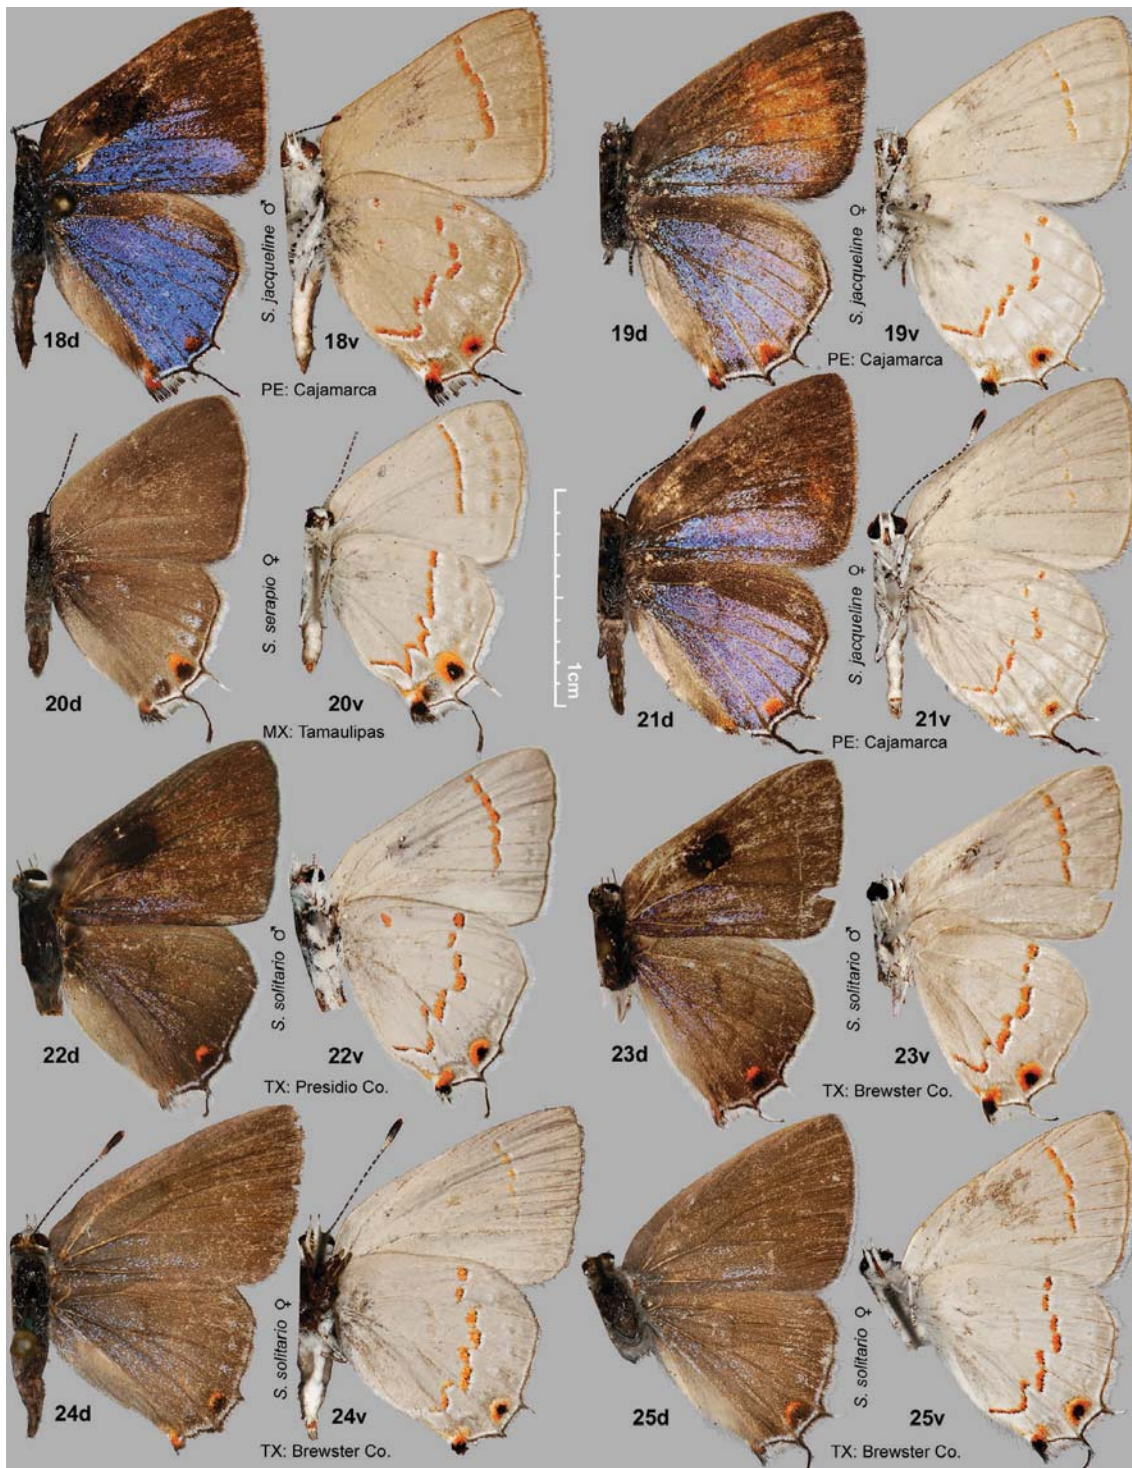 S. jacqueline ♂
18d
18v
PE: Cajamarca
S. jacqueline ♀
19d
19v
PE: Cajamarca
S. serapio ♀
20d
20v
MX: Tamaulipas
1cm
S. jacqueline ♀
21d
21v
PE: Cajamarca
S. solitario ♂
22d
22v
TX: Presidio Co.
S. solitario ♂
23d
23v
TX: Brewster Co.
S. solitario ♀
24d
24v
TX: Brewster Co.
S. solitario ♀
25d
25v
TX: Brewster Co.